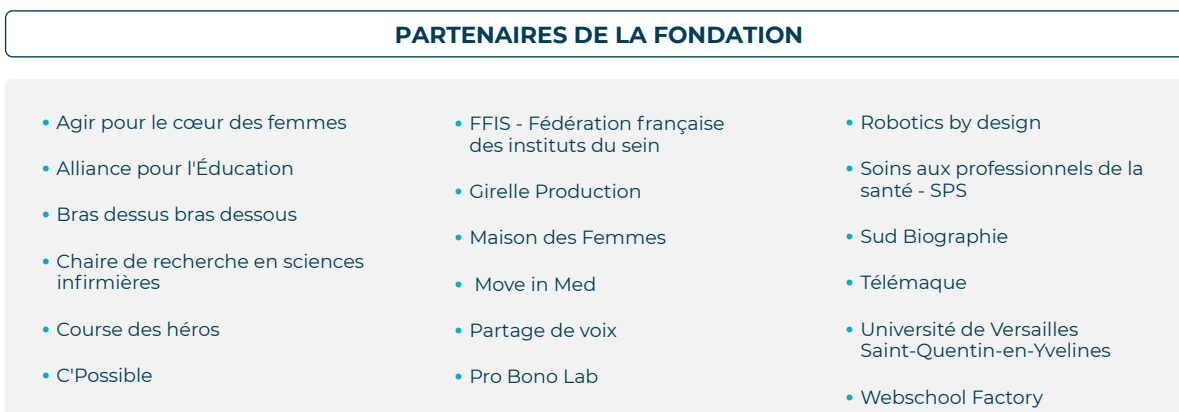 PARTENAIRES DE LA FONDATION
• Agir pour le cœur des femmes
• Alliance pour l'Éducation
• Bras dessus bras dessous
• Chaire de recherche en sciences
infirmières
• Course des héros
• C'Possible
• FFIS - Fédération française
des instituts du sein
• Girelle Production
• Maison des Femmes
• Move in Med
• Partage de voix
• Pro Bono Lab
• Robotics by design
• Soins aux professionnels de la
santé - SPS
• Sud Biographie
• Télémaque
• Université de Versailles
Saint-Quentin-en-Yvelines
• Webschool Factory